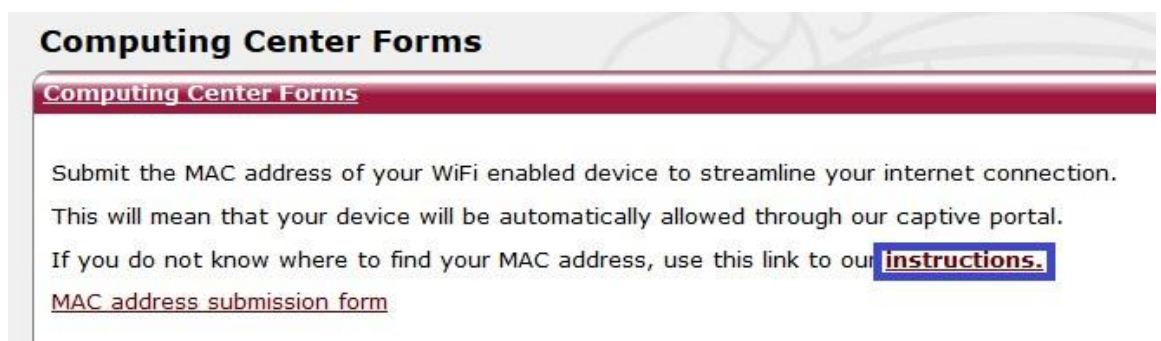 Computing Center Forms
Computing Center Forms
Submit the MAC address of your WiFi enabled device to streamline your internet connection.
This will mean that your device will be automatically allowed through our captive portal.
If you do not know where to find your MAC address, use this link to our instructions.
MAC address submission form